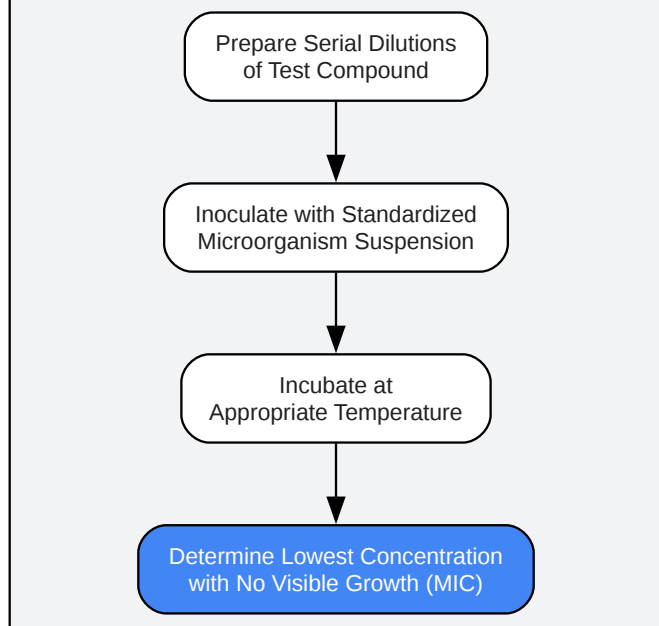 Prepare Serial Dilutions
of Test Compound
Inoculate with Standardized
Microorganism Suspension
Incubate at
Appropriate Temperature
Determine Lowest Concentration
with No Visible Growth (MIC)